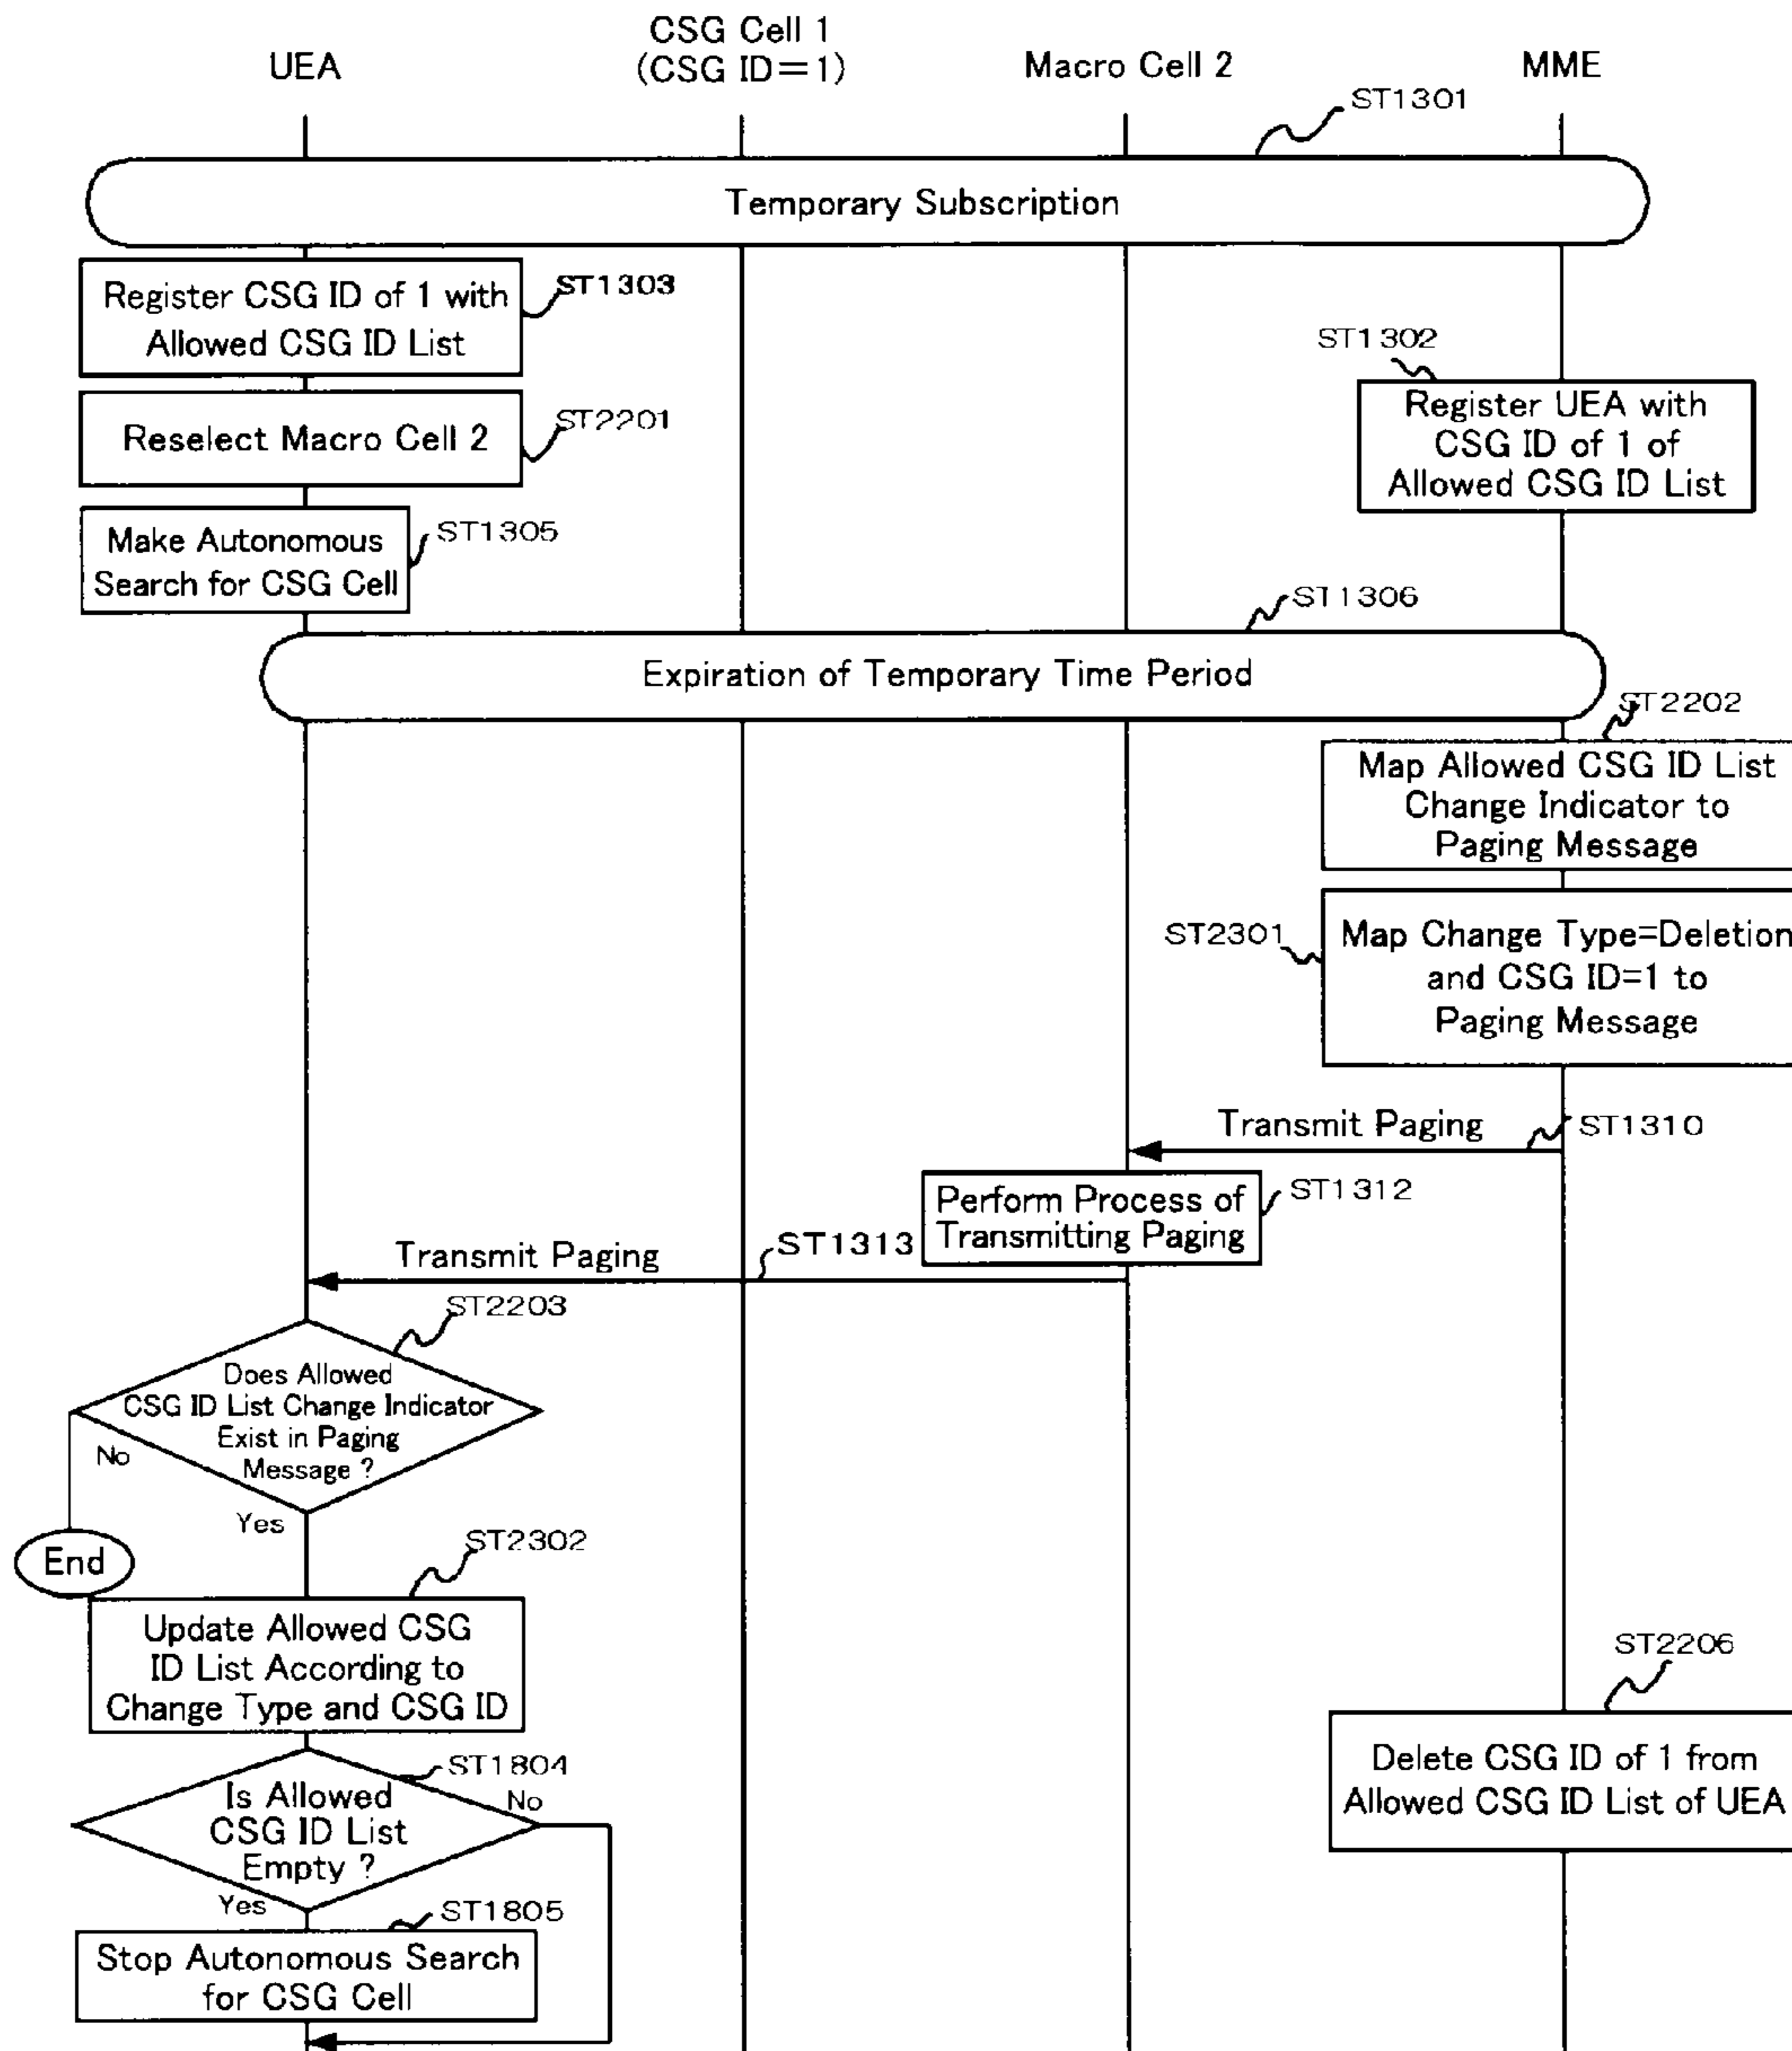 UEA
CSG Cell 1
(CSG ID=1)
Macro Cell 2
MME
ST1301
Temporary Subscription
Register CSG ID of 1 with
Allowed CSG ID List
ST1303
ST1302
Register UEA with
CSG ID of 1 of
Allowed CSG ID List
Reselect Macro Cell 2
ST2201
Make Autonomous
Search for CSG Cell
ST1305
ST1306
Expiration of Temporary Time Period
ST2202
Map Allowed CSG ID List
Change Indicator to
Paging Message
ST2301
Map Change Type=Deletion
and CSG ID=1 to
Paging Message
Transmit Paging
ST1310
Perform Process of
Transmitting Paging
ST1312
Transmit Paging
ST1313
ST2203
Does Allowed
CSG ID List Change Indicator
Exist in Paging
Message ?
No
Yes
End
ST2302
Update Allowed CSG
ID List According to
Change Type and CSG ID
ST2206
Delete CSG ID of 1 from
Allowed CSG ID List of UEA
ST1804
Is Allowed
CSG ID List
Empty ?
No
Yes
ST1805
Stop Autonomous Search
for CSG Cell